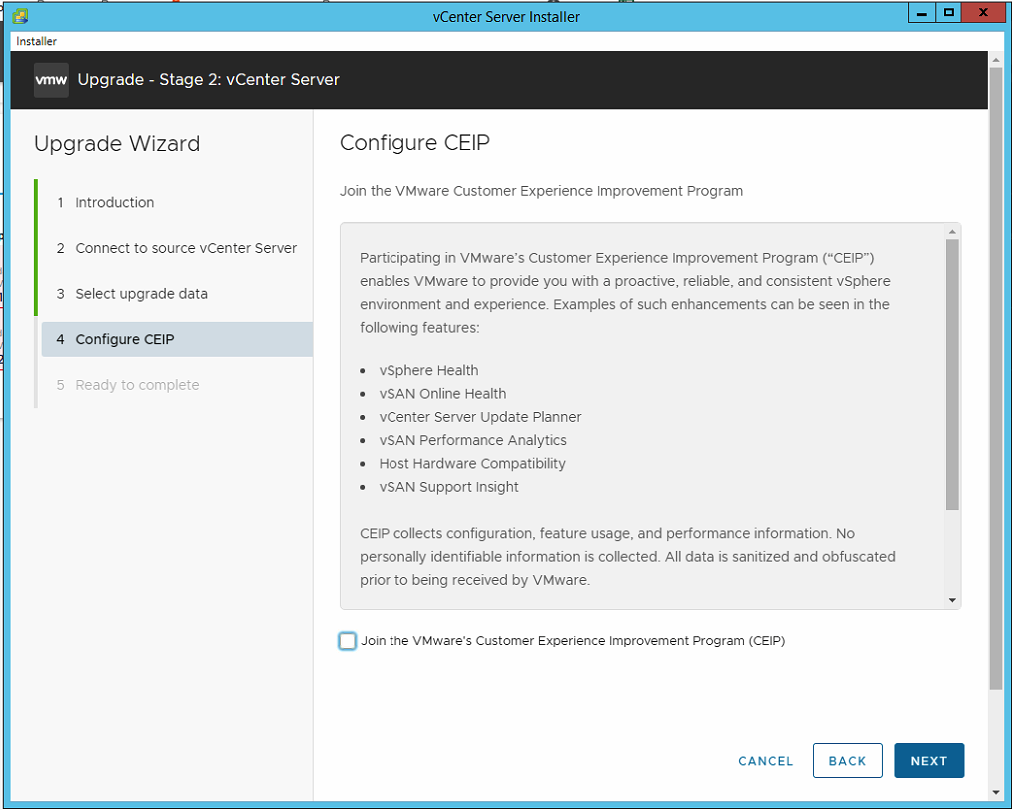 vCenter Server Installer
Installer
vmw Upgrade - Stage 2: vCenter Server
Upgrade Wizard
1 Introduction
2 Connect to source vCenter Server
3 Select upgrade data
4 Configure CEIP
5 Ready to complete
Configure CEIP
Join the VMware Customer Experience Improvement Program
Participating in VMware’s Customer Experience Improvement Program (“CEIP”)
enables VMware to provide you with a proactive, reliable, and consistent vSphere
environment and experience. Examples of such enhancements can be seen in the
following features:
• vSphere Health
• vSAN Online Health
• vCenter Server Update Planner
• vSAN Performance Analytics
• Host Hardware Compatibility
• vSAN Support Insight
CEIP collects configuration, feature usage, and performance information. No
personally identifiable information is collected. All data is sanitized and obfuscated
prior to being received by VMware.
Join the VMware's Customer Experience Improvement Program (CEIP)
CANCEL
BACK
NEXT